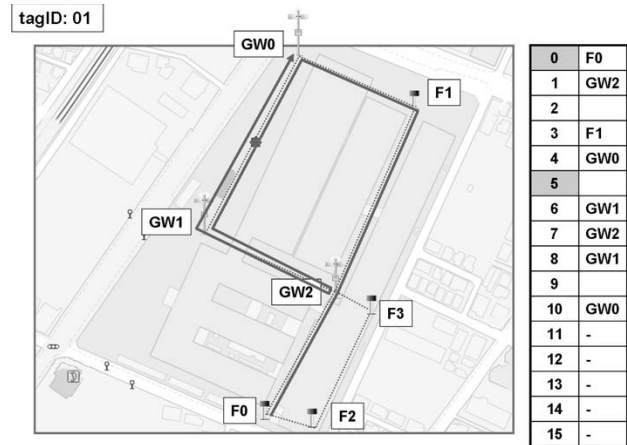 tagID: 01
GW0
F1
GW1
GW2
F3
F0
F2
0 F0
1 GW2
2
3 F1
4 GW0
5
6 GW1
7 GW2
8 GW1
9
10 GW0
11 -
12 -
13 -
14 -
15 -